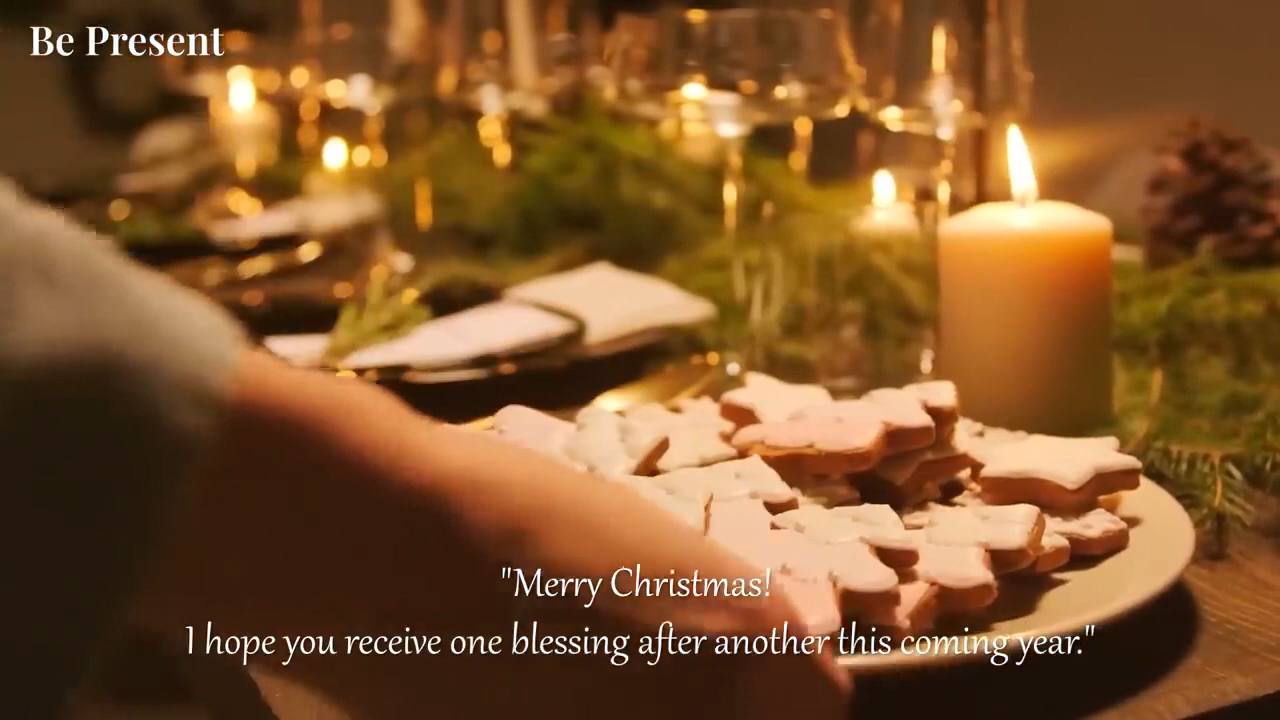 Be Present
"Merry Christmas!
I hope you receive one blessing after another this coming year."